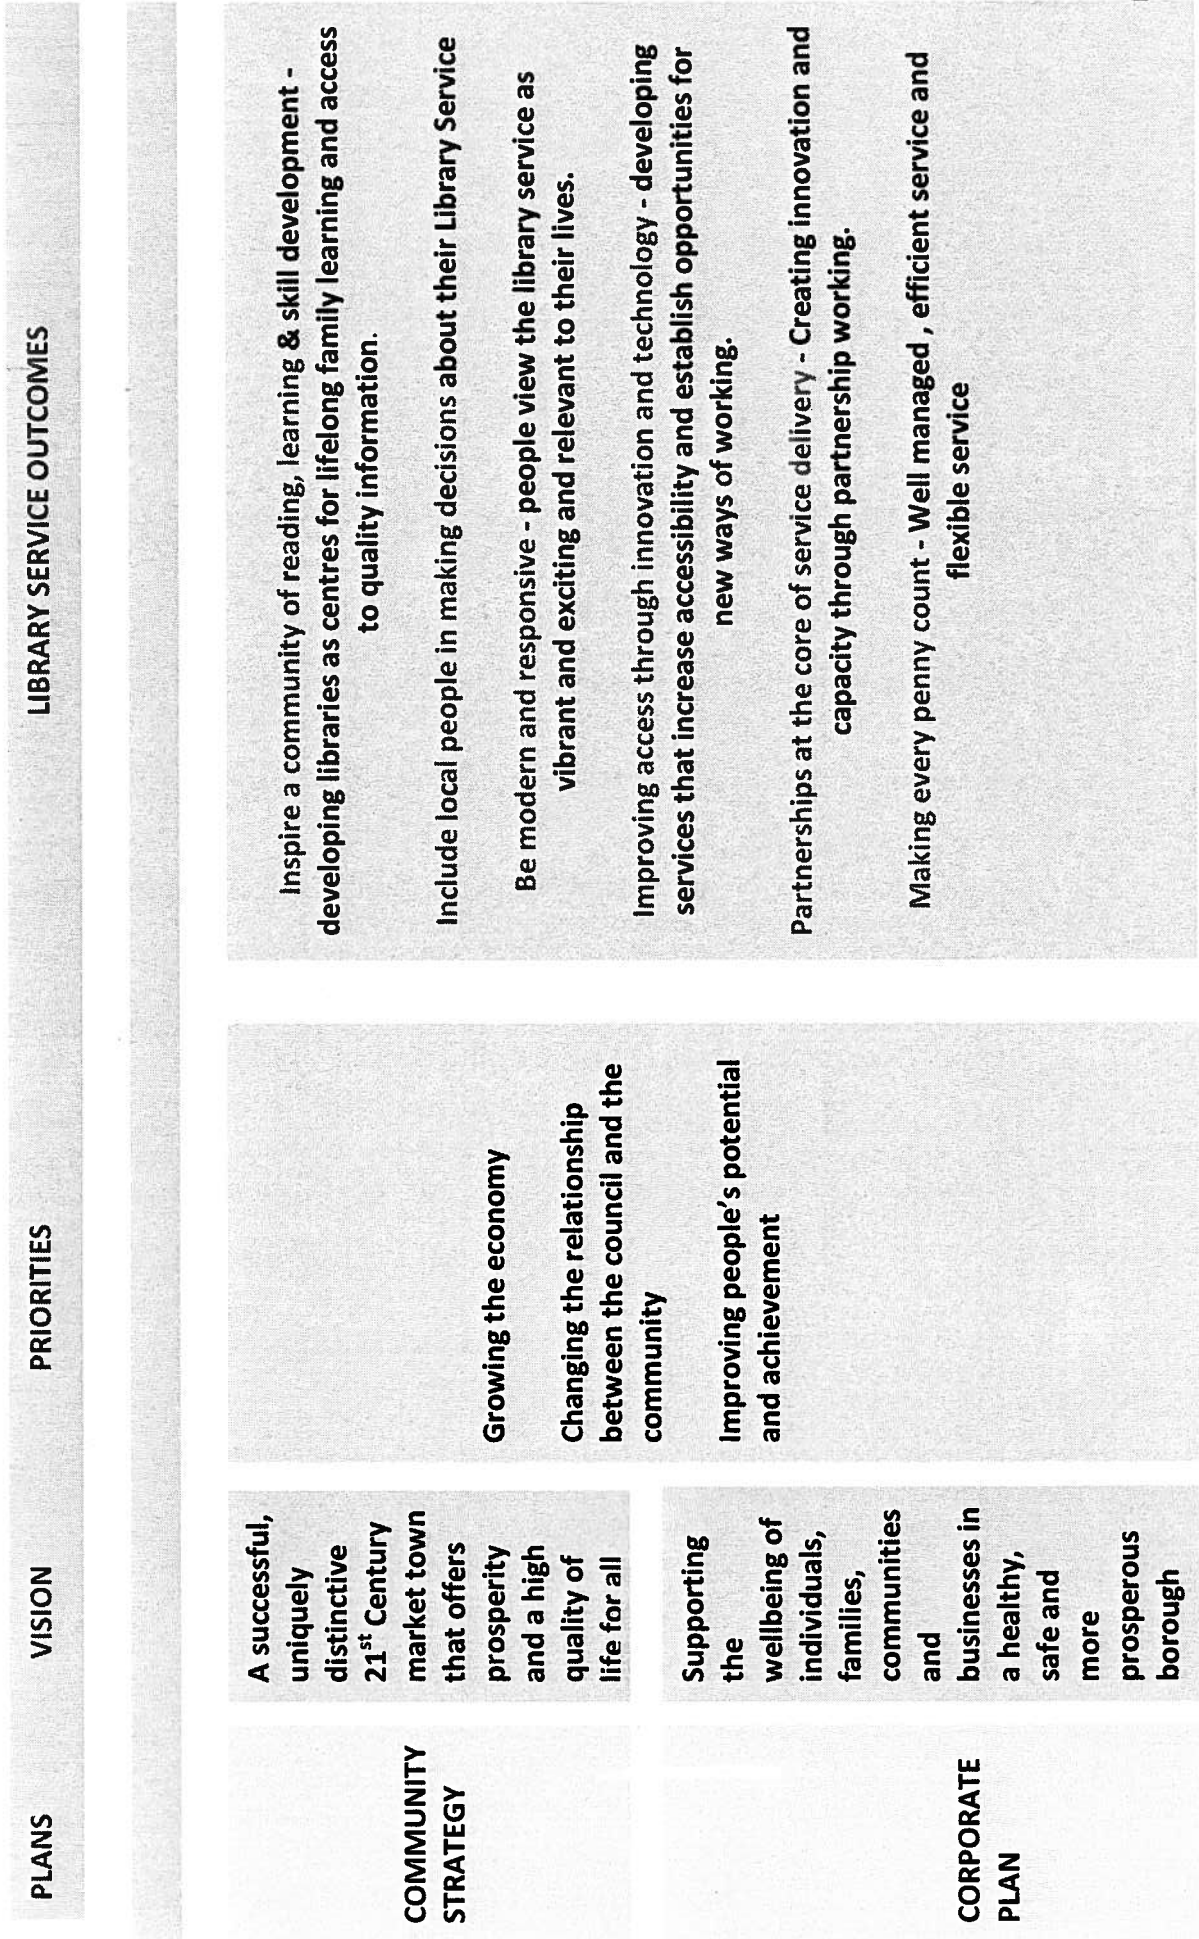 PLANS
VISION
PRIORITIES
LIBRARY SERVICE OUTCOMES
COMMUNITY
STRATEGY
A successful,
uniquely
distinctive
21st Century
market town
that offers
prosperity
and a high
quality of
life for all
CORPORATE
PLAN
Supporting
the
wellbeing of
individuals,
families,
communities
and
businesses in
a healthy,
safe and
more
prosperous
borough
Growing the economy
Changing the relationship
between the council and the
community
Improving people's potential
and achievement
Inspire a community of reading, learning & skill development -
developing libraries as centres for lifelong family learning and access
to quality information.
Include local people in making decisions about their Library Service
Be modern and responsive - people view the library service as
vibrant and exciting and relevant to their lives.
Improving access through innovation and technology - developing
services that increase accessibility and establish opportunities for
new ways of working.
Partnerships at the core of service delivery - Creating innovation and
capacity through partnership working.
Making every penny count - Well managed , efficient service and
flexible service